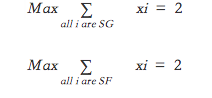 Max ∑ xi = 2
all i are SG
Max ∑ xi = 2
all i are SF